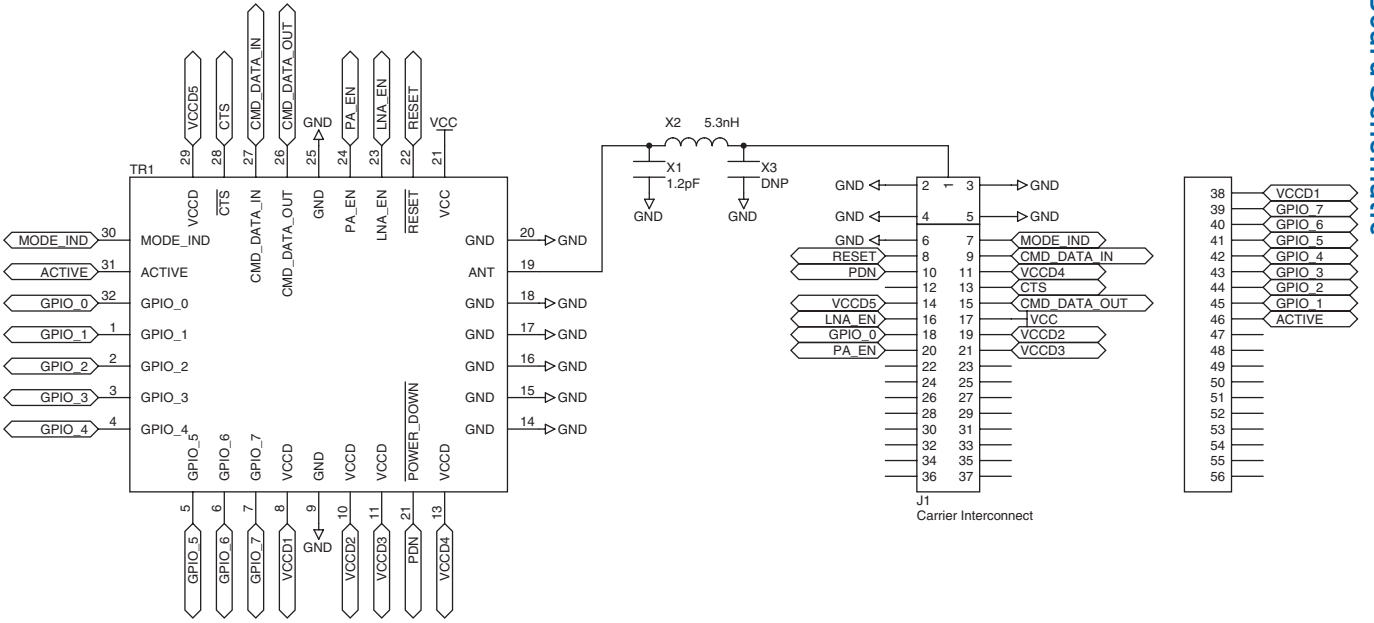 VCCD5
CTS
CMD_DATA_IN
CMD_DATA_OUT
GND
PA_EN
LNA_EN
RESET
VCC
29
28
27
26
25
24
23
22
21
TR1
VCCD
CTS
CMD_DATA_IN
CMD_DATA_OUT
GND
PA_EN
LNA_EN
RESET
VCC
MODE_IND 30 MODE_IND
ACTIVE 31 ACTIVE
GPIO_0 32 GPIO_0
GPIO_1 1 GPIO_1
GPIO_2 2 GPIO_2
GPIO_3 3 GPIO_3
GPIO_4 4 GPIO_4
GND 20 GND
ANT 19
GND 18 GND
GND 17 GND
GND 16 GND
GND 15 GND
GND 14 GND
GPIO_5
GPIO_6
GPIO_7
VCCD
GND
VCCD
VCCD
POWER_DOWN
VCCD
5
6
7
8
9
10
11
21
13
GPIO_5
GPIO_6
GPIO_7
VCCD1
GND
VCCD2
VCCD3
PDN
VCCD4
X2 5.3nH
X1
1.2pF
GND
X3
DNP
GND
1
GND 2 3 GND
GND 4 5 GND
GND 6 7 MODE_IND
RESET 8 9 CMD_DATA_IN
PDN 10 11 VCCD4
12 13 CTS
VCCD5 14 15 CMD_DATA_OUT
LNA_EN 16 17 VCC
GPIO_0 18 19 VCCD2
PA_EN 20 21 VCCD3
22 23
24 25
26 27
28 29
30 31
32 33
34 35
36 37
J1
Carrier Interconnect
38 VCCD1
39 GPIO_7
40 GPIO_6
41 GPIO_5
42 GPIO_4
43 GPIO_3
44 GPIO_2
45 GPIO_1
46 ACTIVE
47
48
49
50
51
52
53
54
55
56